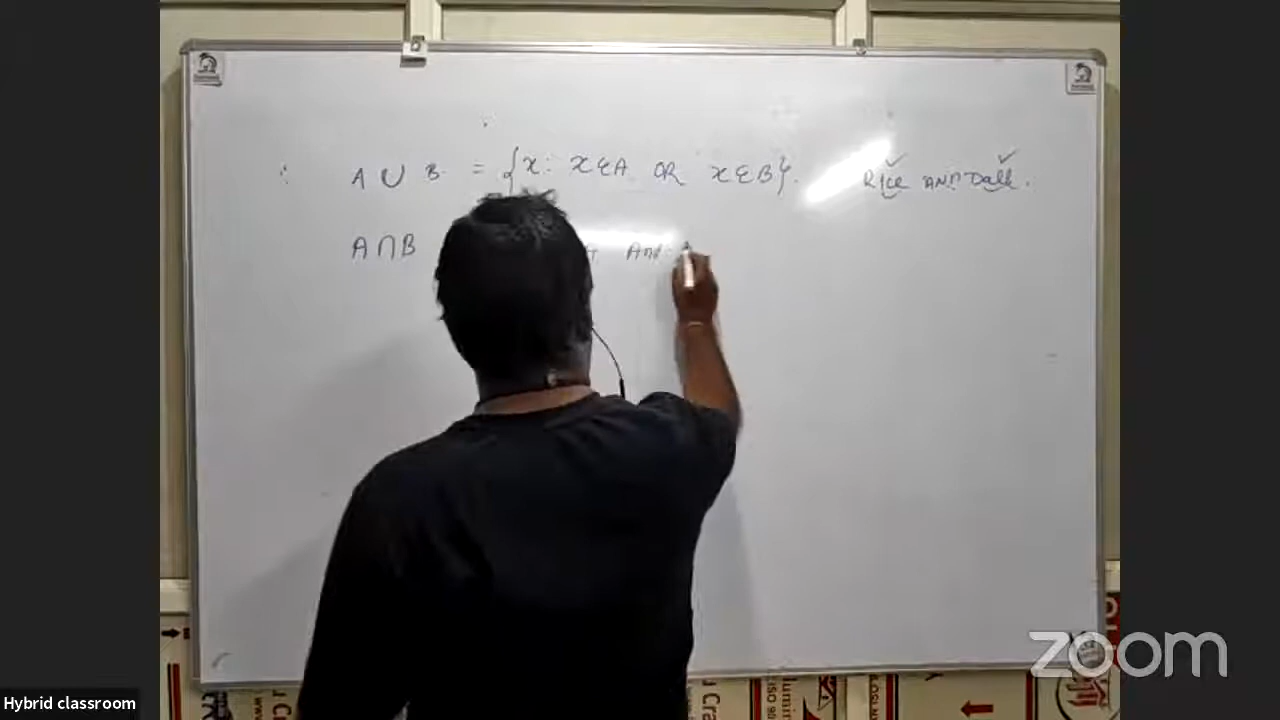 ∴ A ∪ B = {x : x ∈ A OR x ∈ B}. Rice AND Dall.
A ∩ B A And
zoom
Hybrid classroom